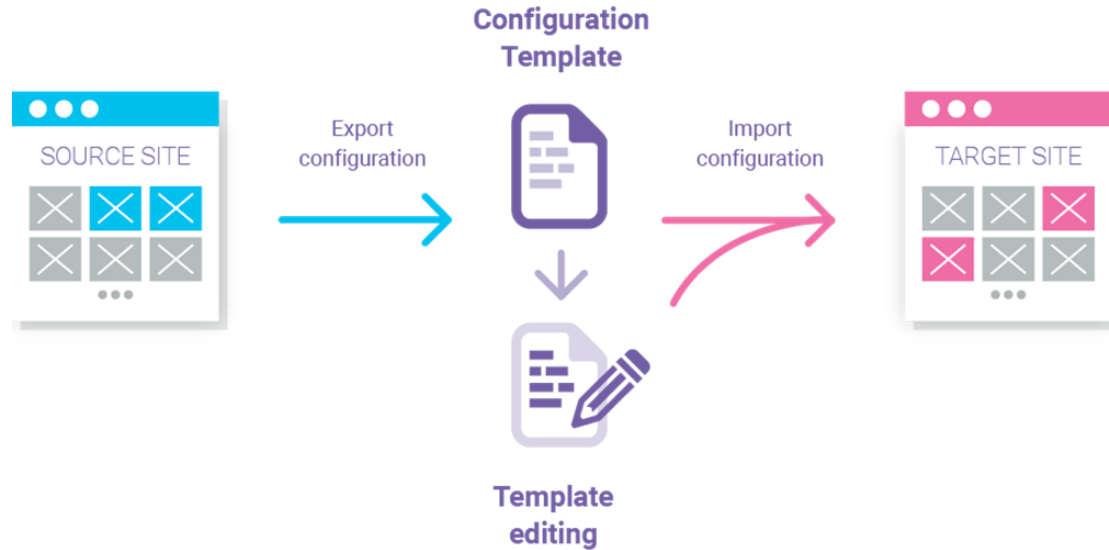 Configuration
Template
SOURCE SITE
Export
configuration
Import
configuration
TARGET SITE
Template
editing